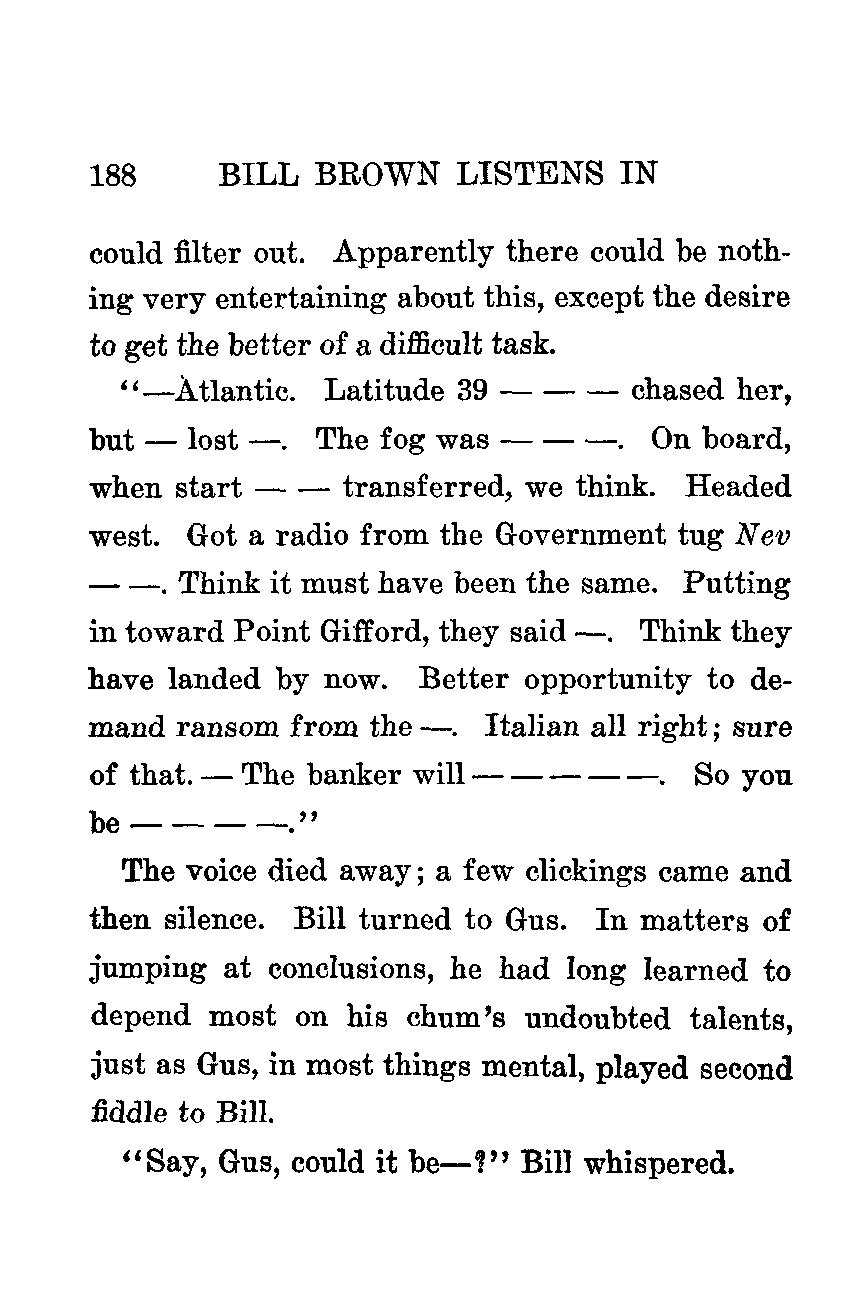 188 BILL BROWN LISTENS IN
could filter out. Apparently there could be noth-
ing very entertaining about this, except the desire
to get the better of a difficult task.
“—Atlantic. Latitude 39 — — — chased her,
but — lost —. The fog was — — —. On board,
when start — — transferred, we think. Headed
west. Got a radio from the Government tug Nev
— —. Think it must have been the same. Putting
in toward Point Gifford, they said —. Think they
have landed by now. Better opportunity to de-
mand ransom from the —. Italian all right; sure
of that. — The banker will — — — — —. So you
be — — — —.”
The voice died away; a few clickings came and
then silence. Bill turned to Gus. In matters of
jumping at conclusions, he had long learned to
depend most on his chum’s undoubted talents,
just as Gus, in most things mental, played second
fiddle to Bill.
“Say, Gus, could it be—?” Bill whispered.